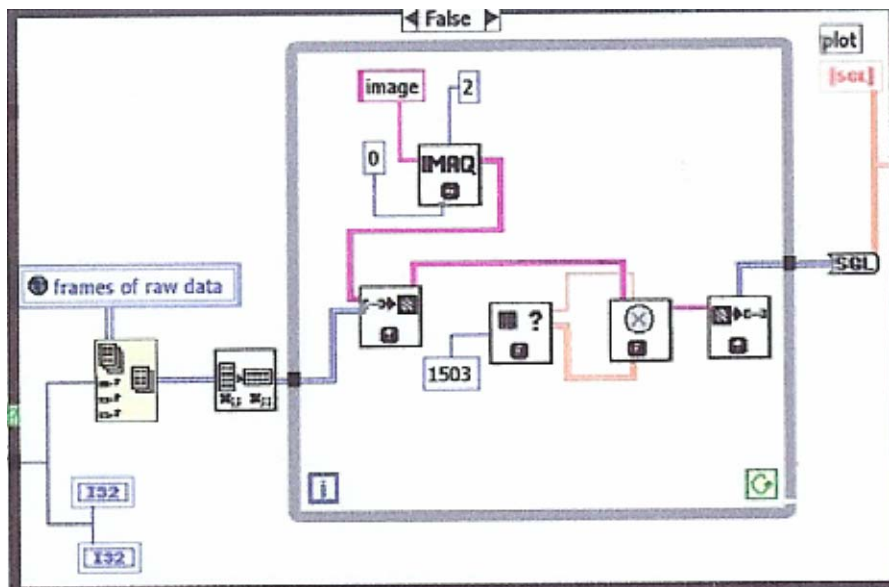 False
plot
[SGL]
image
2
IMAQ
0
frames of raw data
SGL
?
1503
i
I32
I32